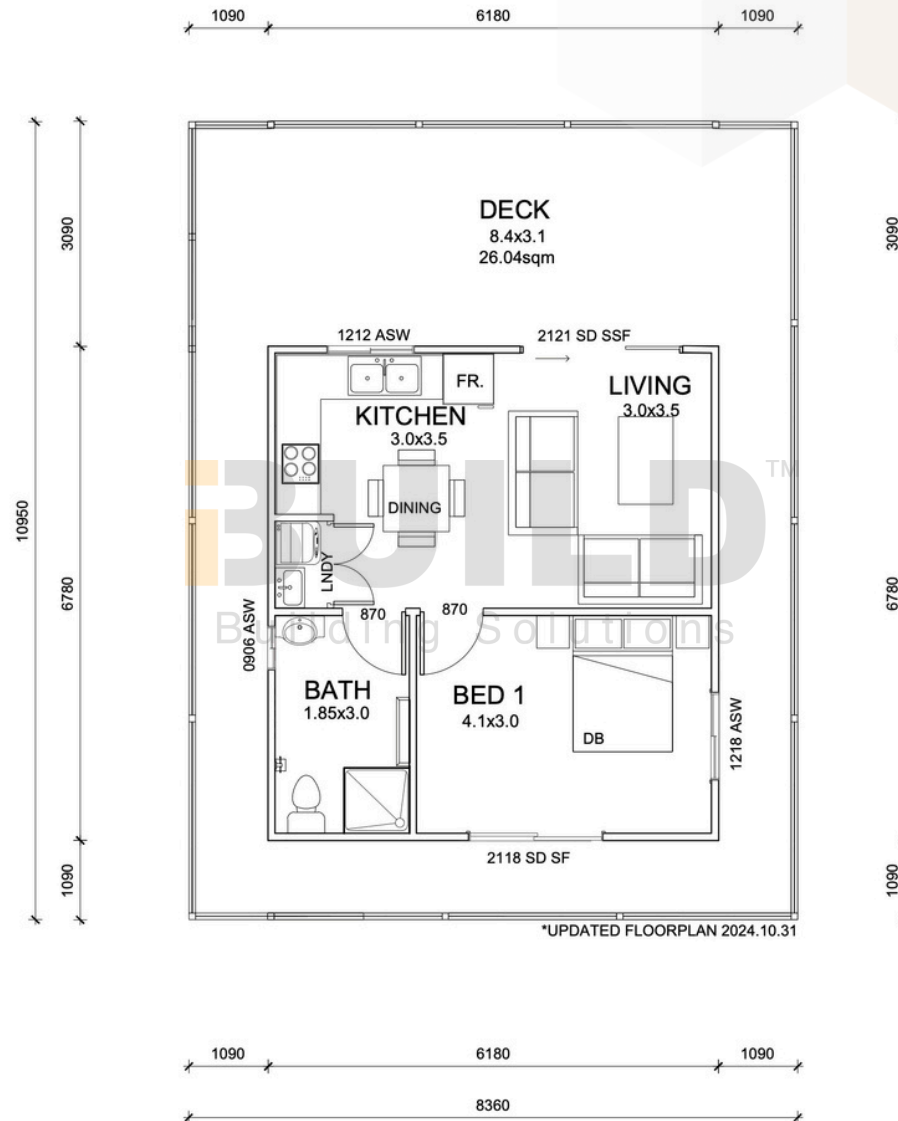 1090 6180 1090
DECK
8.4x3.1
26.04sqm
3090
3090
1212 ASW
2121 SD SSF
FR.
LIVING
3.0x3.5
KITCHEN
3.0x3.5
DINING
iBUILD™
Building Solutions
LNDY
10950
6780
6780
870
870
0906 ASW
BATH
1.85x3.0
BED 1
4.1x3.0
DB
1218 ASW
2118 SD SF
1090
1090
*UPDATED FLOORPLAN 2024.10.31
1090 6180 1090
8360